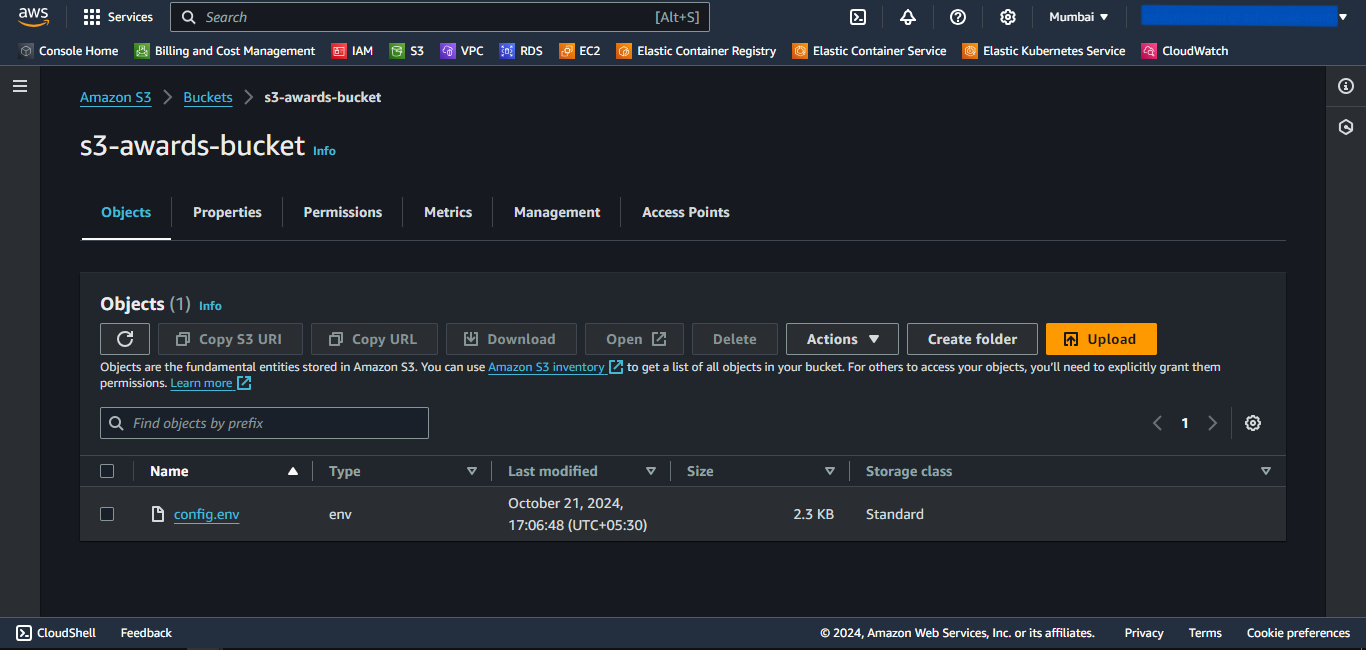 aws Services Search [Alt+S] Mumbai
Console Home Billing and Cost Management IAM S3 VPC RDS EC2 Elastic Container Registry Elastic Container Service Elastic Kubernetes Service CloudWatch
Amazon S3 Buckets s3-awards-bucket
s3-awards-bucket Info
Objects Properties Permissions Metrics Management Access Points
Objects (1) Info
Copy S3 URI Copy URL Download Open Delete Actions Create folder Upload
Objects are the fundamental entities stored in Amazon S3. You can use Amazon S3 inventory to get a list of all objects in your bucket. For others to access your objects, you'll need to explicitly grant them
permissions. Learn more
Find objects by prefix 1
Name Type Last modified Size Storage class
config.env env October 21, 2024, 2.3 KB Standard
17:06:48 (UTC+05:30)
CloudShell Feedback © 2024, Amazon Web Services, Inc. or its affiliates. Privacy Terms Cookie preferences